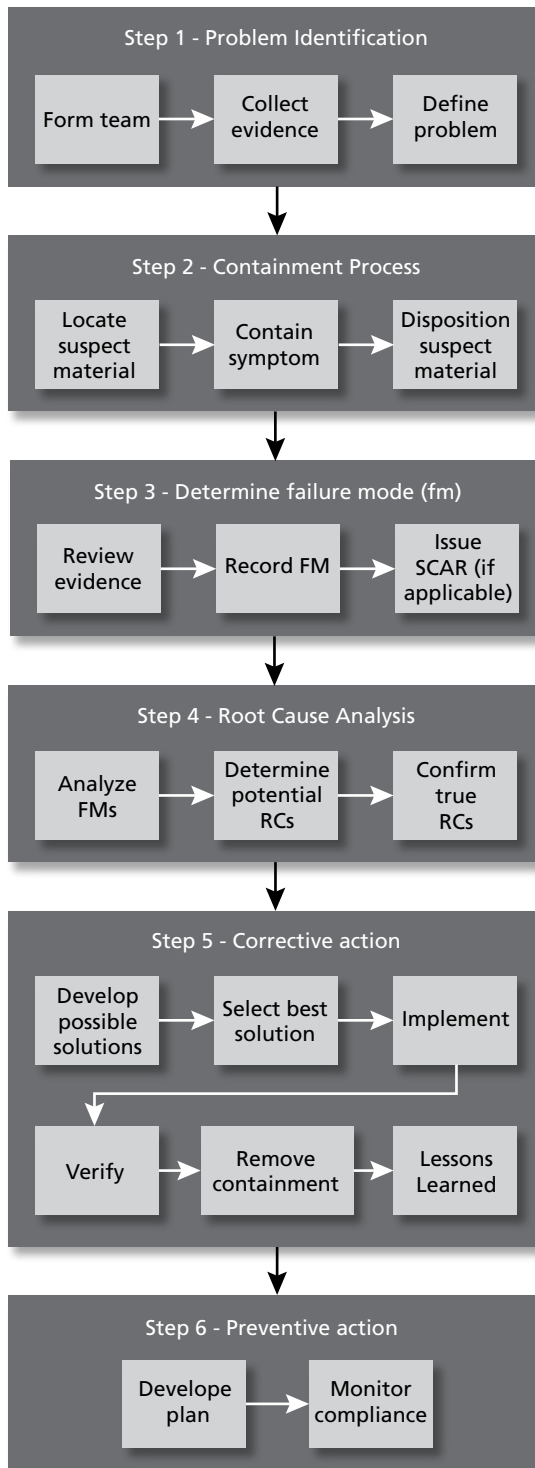 Step 1 - Problem Identification
Form team
Collect
evidence
Define
problem
Step 2 - Containment Process
Locate
suspect
material
Contain
symptom
Disposition
suspect
material
Step 3 - Determine failure mode (fm)
Review
evidence
Record FM
Issue
SCAR (if
applicable)
Step 4 - Root Cause Analysis
Analyze
FMs
Determine
potential
RCs
Confirm
true
RCs
Step 5 - Corrective action
Develop
possible
solutions
Select best
solution
Implement
Verify
Remove
containment
Lessons
Learned
Step 6 - Preventive action
Develope
plan
Monitor
compliance